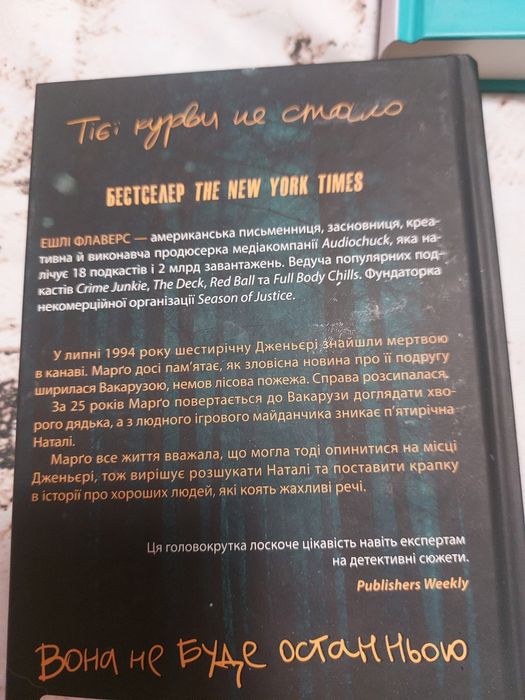 Тієї курви не стало
БЕСТСЕЛЕР THE NEW YORK TIMES
ЕШЛІ ФЛАВЕРС — американська письменниця, засновниця, креа-
тивна й виконавча продюсерка медіакомпанії Audiochuck, яка на-
лічує 18 подкастів і 2 млрд завантажень. Ведуча популярних под-
кастів Crime Junkie, The Deck, Red Ball та Full Body Chills. Фундаторка
некомерційної організації Season of Justice.
У липні 1994 року шестирічну Дженьєрі знайшли мертвою
в канаві. Марґо досі пам'ятає, як зловісна новина про її подругу
ширилася Вакарузою, немов лісова пожежа. Справа розсипалася.
За 25 років Марґо повертається до Вакарузи доглядати хво-
рого дядька, а з людного ігрового майданчика зникає п'ятирічна
Наталі.
Марґо все життя вважала, що могла тоді опинитися на місці
Дженьєрі, тож вирішує розшукати Наталі та поставити крапку
в історії про хороших людей, які коять жахливі речі.
Ця головокрутка лоскоче цікавість навіть експертам
на детективні сюжети.
Publishers Weekly
Вона не буде останньою